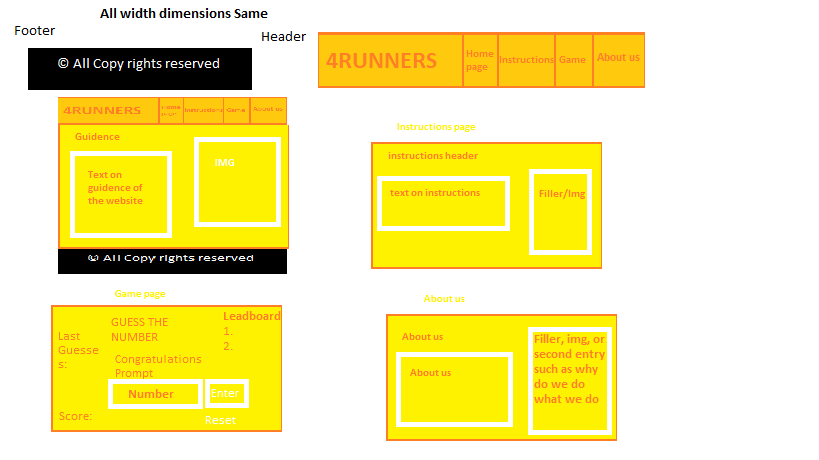 All width dimensions Same
Footer
Header
© All Copy rights reserved
4RUNNERS
Home
page
Instructions
Game
About us
4RUNNERS
Home
page
Instructions
Game
About us
Guidence
Text on
guidence of
the website
IMG
© All Copy rights reserved
Instructions page
instructions header
text on instructions
Filler/Img
Game page
GUESS THE
NUMBER
Leadboard
1.
2.
Last
Guesse
s:
Congratulations
Prompt
Number
Enter
Score:
Reset
About us
About us
About us
Filler, img, or
second entry
such as why
do we do
what we do